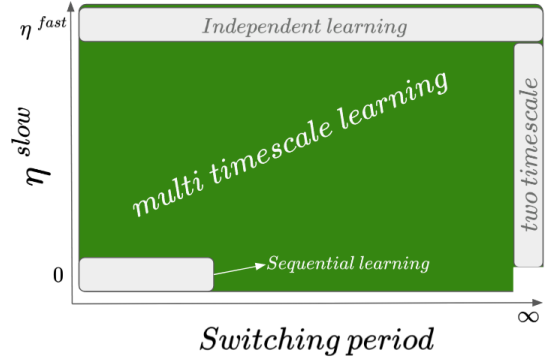 η fast
Independent learning
η slow
multi timescale learning
two timescale
0
Sequential learning
∞
Switching period